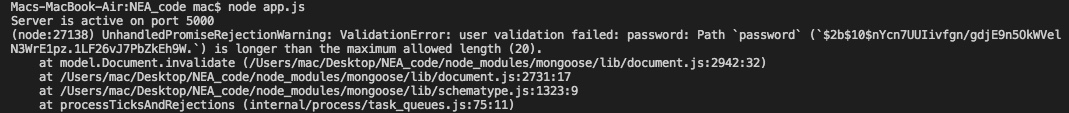 Macs-MacBook-Air:NEA_code mac$ node app.js
Server is active on port 5000
(node:27138) UnhandledPromiseRejectionWarning: ValidationError: user validation failed: password: Path `password` (`$2b$10$nYcn7UUIivfgn/gdjE9n5OkWVel
N3WrE1pz.1LF26vJ7PbZkEh9W.`) is longer than the maximum allowed length (20).
at model.Document.invalidate (/Users/mac/Desktop/NEA_code/node_modules/mongoose/lib/document.js:2942:32)
at /Users/mac/Desktop/NEA_code/node_modules/mongoose/lib/document.js:2731:17
at /Users/mac/Desktop/NEA_code/node_modules/mongoose/lib/schematype.js:1323:9
at processTicksAndRejections (internal/process/task_queues.js:75:11)